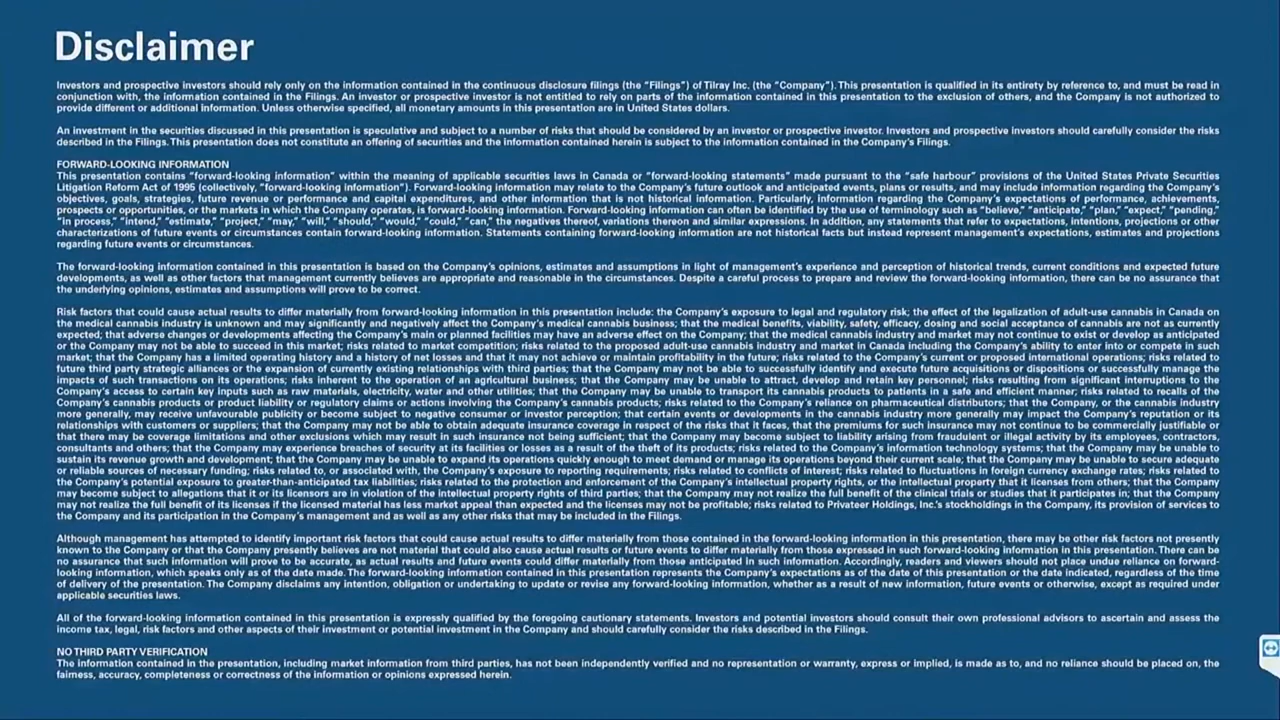 Disclaimer
Investors and prospective investors should rely only on the information contained in the continuous disclosure filings (the “Filings”) of Tilray Inc. (the “Company”). This presentation is qualified in its entirety by reference to, and must be read in
conjunction with, the information contained in the Filings. An investor or prospective investor is not entitled to rely on parts of the information contained in this presentation to the exclusion of others, and the Company is not authorized to
provide different or additional information. Unless otherwise specified, all monetary amounts in this presentation are in United States dollars.
An investment in the securities discussed in this presentation is speculative and subject to a number of risks that should be considered by an investor or prospective investor. Investors and prospective investors should carefully consider the risks
described in the Filings. This presentation does not constitute an offering of securities and the information contained herein is subject to the information contained in the Company’s Filings.
FORWARD-LOOKING INFORMATION
This presentation contains “forward-looking information” within the meaning of applicable securities laws in Canada or “forward-looking statements” made pursuant to the “safe harbour” provisions of the United States Private Securities
Litigation Reform Act of 1995 (collectively, “forward-looking information”). Forward-looking information may relate to the Company’s future outlook and anticipated events, plans or results, and may include information regarding the Company’s
objectives, goals, strategies, future revenue or performance and capital expenditures, and other information that is not historical information. Particularly, information regarding the Company’s expectations of performance, achievements,
prospects or opportunities, or the markets in which the Company operates, is forward-looking information. Forward-looking information can often be identified by the use of terminology such as “believe,” “anticipate,” “plan,” “expect,” “pending,”
“in process,” “intend,” “estimate,” “project,” “may,” “will,” “should,” “would,” “could,” “can,” the negatives thereof, variations thereon and similar expressions. In addition, any statements that refer to expectations, intentions, projections or other
characterizations of future events or circumstances contain forward-looking information. Statements containing forward-looking information are not historical facts but instead represent management’s expectations, estimates and projections
regarding future events or circumstances.
The forward-looking information contained in this presentation is based on the Company’s opinions, estimates and assumptions in light of management’s experience and perception of historical trends, current conditions and expected future
developments, as well as other factors that management currently believes are appropriate and reasonable in the circumstances. Despite a careful process to prepare and review the forward-looking information, there can be no assurance that
the underlying opinions, estimates and assumptions will prove to be correct.
Risk factors that could cause actual results to differ materially from forward-looking information in this presentation include: the Company’s exposure to legal and regulatory risk; the effect of the legalization of adult-use cannabis in Canada on
the medical cannabis industry is unknown and may significantly and negatively affect the Company’s medical cannabis business; that the medical benefits, viability, safety, efficacy, dosing and social acceptance of cannabis are not as currently
expected; that adverse changes or developments affecting the Company’s main or planned facilities may have an adverse effect on the Company; that the medical cannabis industry and market may not continue to exist or develop as anticipated
or the Company may not be able to succeed in this market; risks related to market competition; risks related to the proposed adult-use cannabis industry and market in Canada including the Company’s ability to enter into or compete in such
market; that the Company has a limited operating history and a history of net losses and that it may not achieve or maintain profitability in the future; risks related to the Company’s current or proposed international operations; risks related to
future third party strategic alliances or the expansion of currently existing relationships with third parties; that the Company may not be able to successfully identify and execute future acquisitions or dispositions or successfully manage the
impacts of such transactions on its operations; risks inherent to the operation of an agricultural business; that the Company may be unable to attract, develop and retain key personnel; risks resulting from significant interruptions to the
Company’s access to certain key inputs such as raw materials, electricity, water and other utilities; that the Company may be unable to transport its cannabis products to patients in a safe and efficient manner; risks related to recalls of the
Company’s cannabis products or product liability or regulatory claims or actions involving the Company’s cannabis products; risks related to the Company’s reliance on pharmaceutical distributors; that the Company, or the cannabis industry
more generally, may receive unfavourable publicity or become subject to negative consumer or investor perception; that certain events or developments in the cannabis industry more generally may impact the Company’s reputation or its
relationships with customers or suppliers; that the Company may not be able to obtain adequate insurance coverage in respect of the risks that it faces, that the premiums for such insurance may not continue to be commercially justifiable or
that there may be coverage limitations and other exclusions which may result in such insurance not being sufficient; that the Company may become subject to liability arising from fraudulent or illegal activity by its employees, contractors,
consultants and others; that the Company may experience breaches of security at its facilities or losses as a result of the theft of its products; risks related to the Company’s information technology systems; that the Company may be unable to
sustain its revenue growth and development; that the Company may be unable to expand its operations quickly enough to meet demand or manage its operations beyond their current scale; that the Company may be unable to secure adequate
or reliable sources of necessary funding; risks related to, or associated with, the Company’s exposure to reporting requirements; risks related to conflicts of interest; risks related to fluctuations in foreign currency exchange rates; risks related to
the Company’s potential exposure to greater-than-anticipated tax liabilities; risks related to the protection and enforcement of the Company’s intellectual property rights, or the intellectual property that it licenses from others; that the Company
may become subject to allegations that it or its licensors are in violation of the intellectual property rights of third parties; that the Company may not realize the full benefit of the clinical trials or studies that it participates in; that the Company
may not realize the full benefit of its licenses if the licensed material has less market appeal than expected and the licenses may not be profitable; risks related to Privateer Holdings, Inc.’s stockholdings in the Company, its provision of services to
the Company and its participation in the Company’s management and as well as any other risks that may be included in the Filings.
Although management has attempted to identify important risk factors that could cause actual results to differ materially from those contained in the forward-looking information in this presentation, there may be other risk factors not presently
known to the Company or that the Company presently believes are not material that could also cause actual results or future events to differ materially from those expressed in such forward-looking information in this presentation. There can be
no assurance that such information will prove to be accurate, as actual results and future events could differ materially from those anticipated in such information. Accordingly, readers and viewers should not place undue reliance on forward-
looking information, which speaks only as of the date made. The forward-looking information contained in this presentation represents the Company’s expectations as of the date of this presentation or the date indicated, regardless of the time
of delivery of the presentation. The Company disclaims any intention, obligation or undertaking to update or revise any forward-looking information, whether as a result of new information, future events or otherwise, except as required under
applicable securities laws.
All of the forward-looking information contained in this presentation is expressly qualified by the foregoing cautionary statements. Investors and potential investors should consult their own professional advisors to ascertain and assess the
income tax, legal, risk factors and other aspects of their investment or potential investment in the Company and should carefully consider the risks described in the Filings.
NO THIRD PARTY VERIFICATION
The information contained in the presentation, including market information from third parties, has not been independently verified and no representation or warranty, express or implied, is made as to, and no reliance should be placed on, the
fairness, accuracy, completeness or correctness of the information or opinions expressed herein.